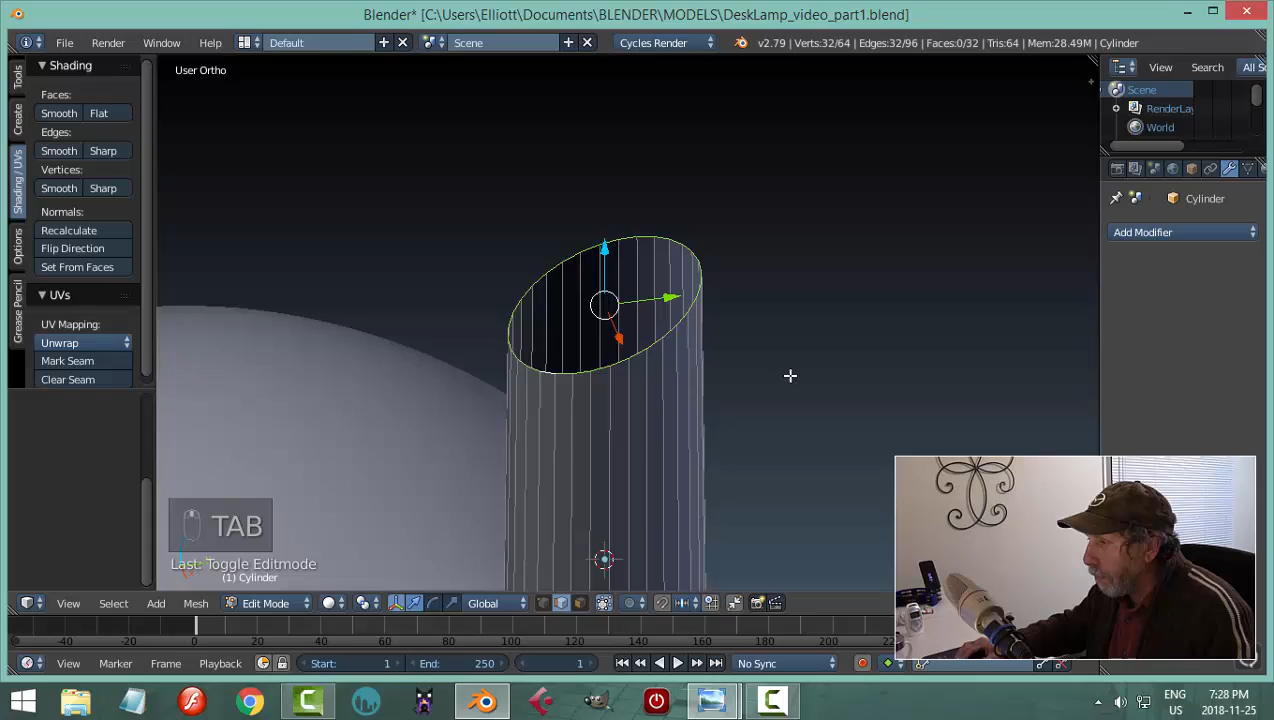 Blender* [C:\Users\Elliott\Documents\BLENDER\MODELS\DeskLamp_video_part1.blend]
File Render Window Help Default Scene Cycles Render v2.79 | Verts:32/64 | Edges:32/96 | Faces:0/32 | Tris:64 | Mem:28.49M | Cylinder
Shading
Faces:
Smooth Flat
Edges:
Smooth Sharp
Vertices:
Smooth Sharp
Normals:
Recalculate
Flip Direction
Set From Faces
UVs
UV Mapping:
Unwrap
Mark Seam
Clear Seam
Tools
Create
Shading / UVs
Options
Grease Pencil
User Ortho
View Search All S
Scene
RenderLay
World
Cylinder
Add Modifier
TAB
Last: Toggle Editmode
(1) Cylinder
View Select Add Mesh Edit Mode Global
-40 -20 0 20 40 60 80 100 120 140 160 180 200
View Marker Frame Playback Start: 1 End: 250 1 No Sync
ENG
7:28 PM
US
2018-11-25